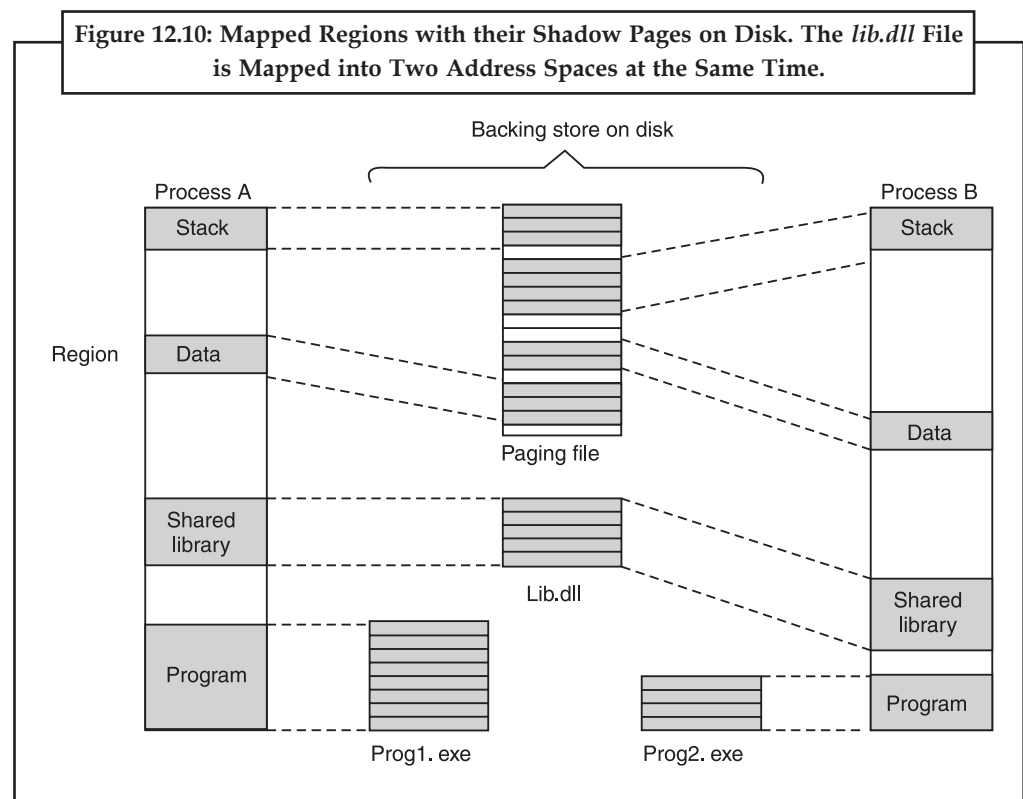 Figure 12.10: Mapped Regions with their Shadow Pages on Disk. The lib.dll File
is Mapped into Two Address Spaces at the Same Time.
Backing store on disk
Process A
Process B
Stack
Stack
Region
Data
Data
Paging file
Shared
library
Lib.dll
Shared
library
Program
Program
Prog1. exe
Prog2. exe